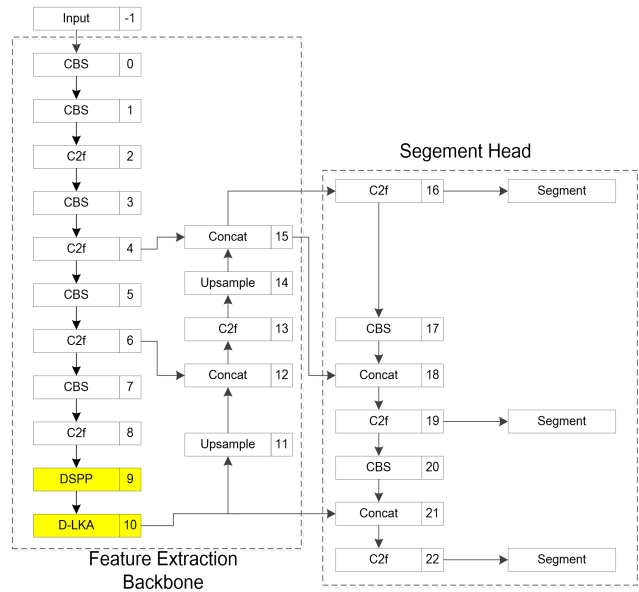 Input -1
CBS 0
CBS 1
C2f 2
CBS 3
C2f 4
CBS 5
C2f 6
CBS 7
C2f 8
DSPP 9
D-LKA 10
Concat 15
Upsample 14
C2f 13
Concat 12
Upsample 11
Feature Extraction
Backbone
Segement Head
C2f 16 Segment
CBS 17
Concat 18
C2f 19 Segment
CBS 20
Concat 21
C2f 22 Segment